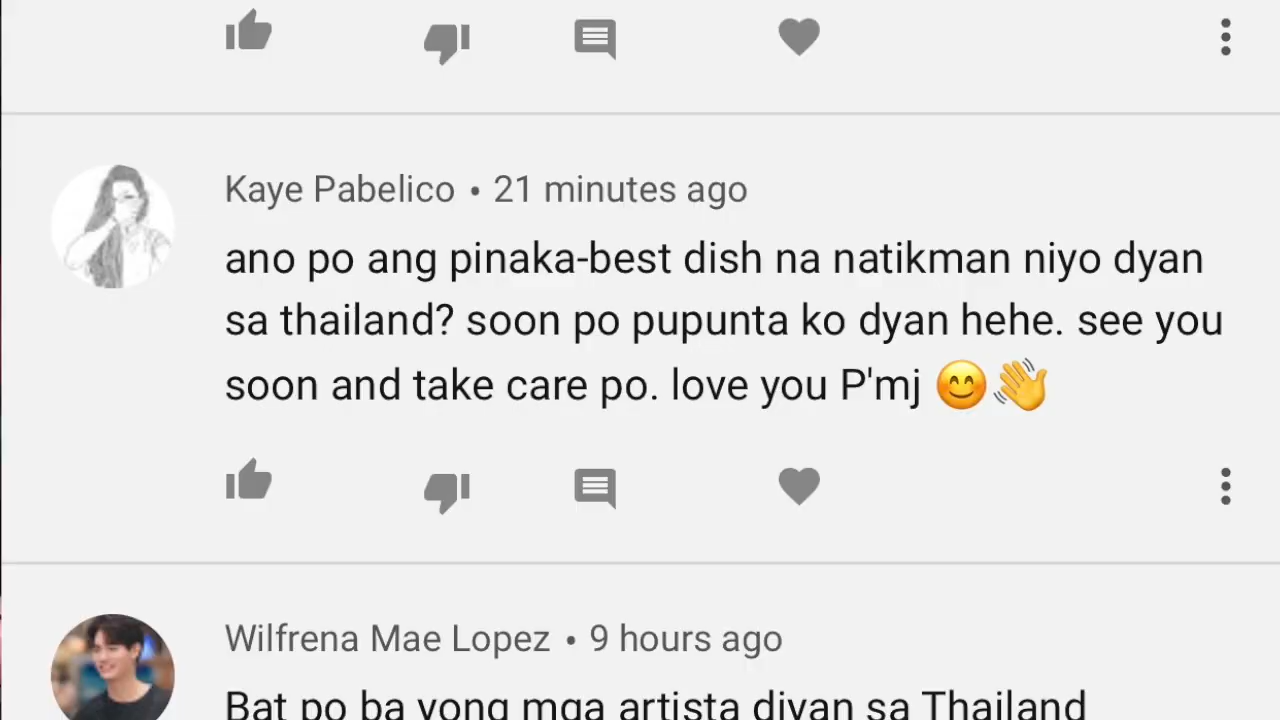 Kaye Pabelico • 21 minutes ago
ano po ang pinaka-best dish na natikman niyo dyan
sa thailand? soon po pupunta ko dyan hehe. see you
soon and take care po. love you P'mj 😊👋
Wilfrena Mae Lopez • 9 hours ago
Bat po ba yong mga artista diyan sa Thailand